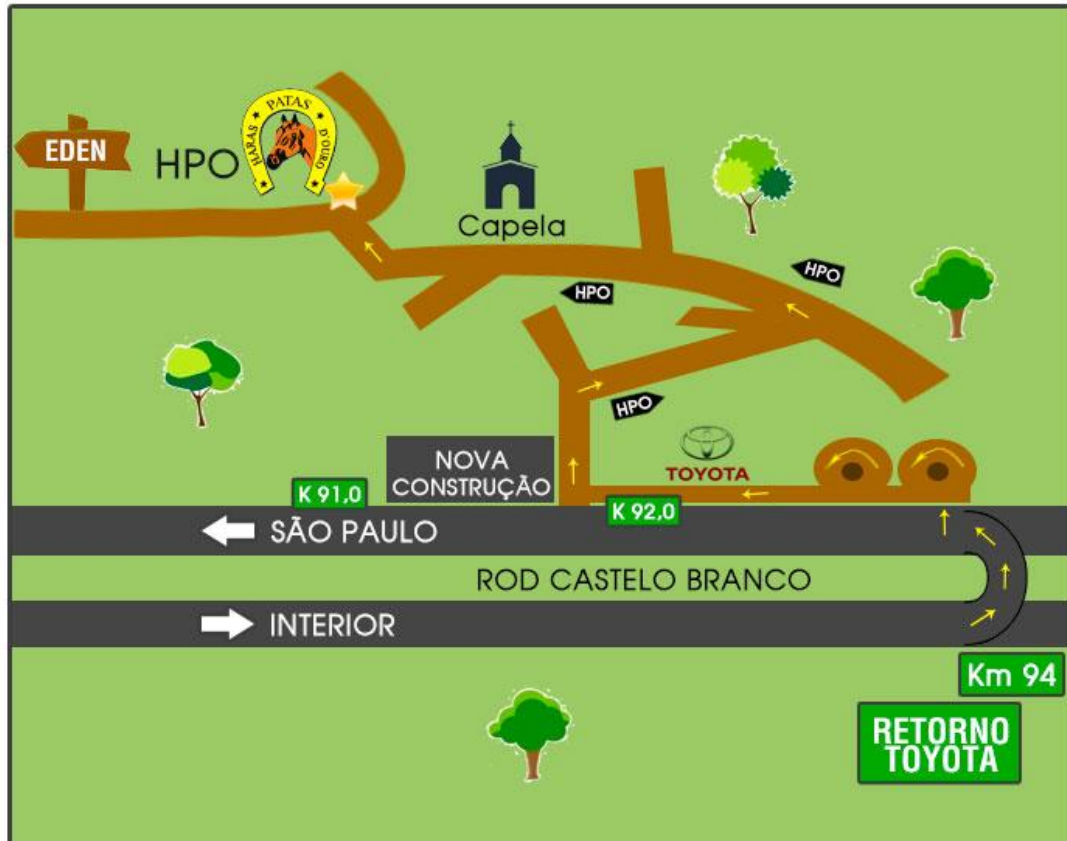 EDEN
HPO
HARAS PATAS D'OURO
Capela
HPO
HPO
HPO
TOYOTA
NOVA
CONSTRUÇÃO
K 91,0
K 92,0
SÃO PAULO
ROD CASTELO BRANCO
INTERIOR
Km 94
RETORNO
TOYOTA